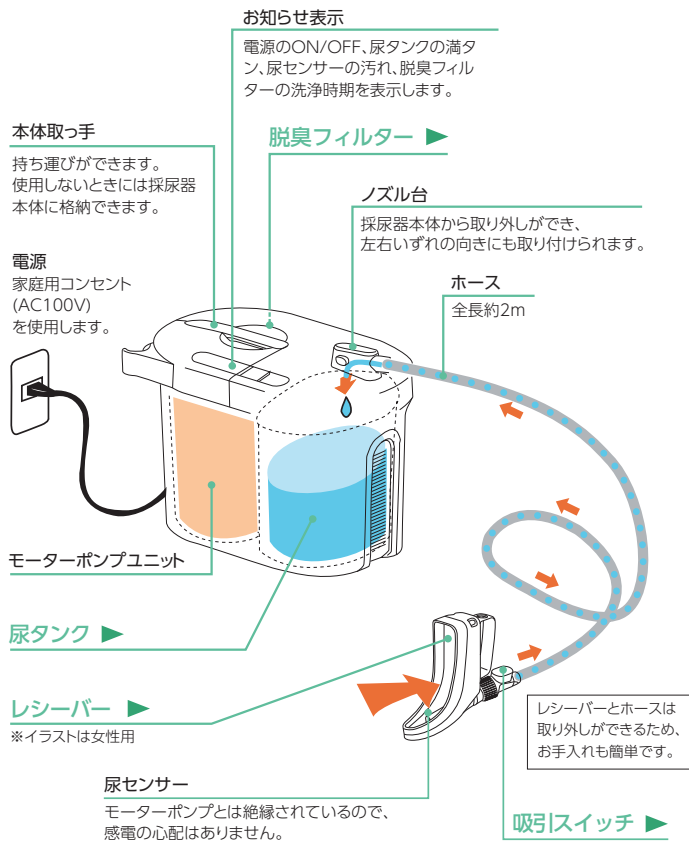 お知らせ表示
電源のON/OFF、尿タンクの満タ
ン、尿センサーの汚れ、脱臭フィル
ターの洗浄時期を表示します。
本体取っ手
持ち運びができます。
使用しないときには採尿器
本体に格納できます。
脱臭フィルター ▶
ノズル台
採尿器本体から取り外しができ、
左右いずれの向きにも取り付けられます。
電源
家庭用コンセント
(AC100V)
を使用します。
ホース
全長約2m
モーターポンプユニット
尿タンク ▶
レシーバー ▶
※イラストは女性用
レシーバーとホースは
取り外しができるため、
お手入れも簡単です。
尿センサー
モーターポンプとは絶縁されているので、
感電の心配はありません。
吸引スイッチ ▶